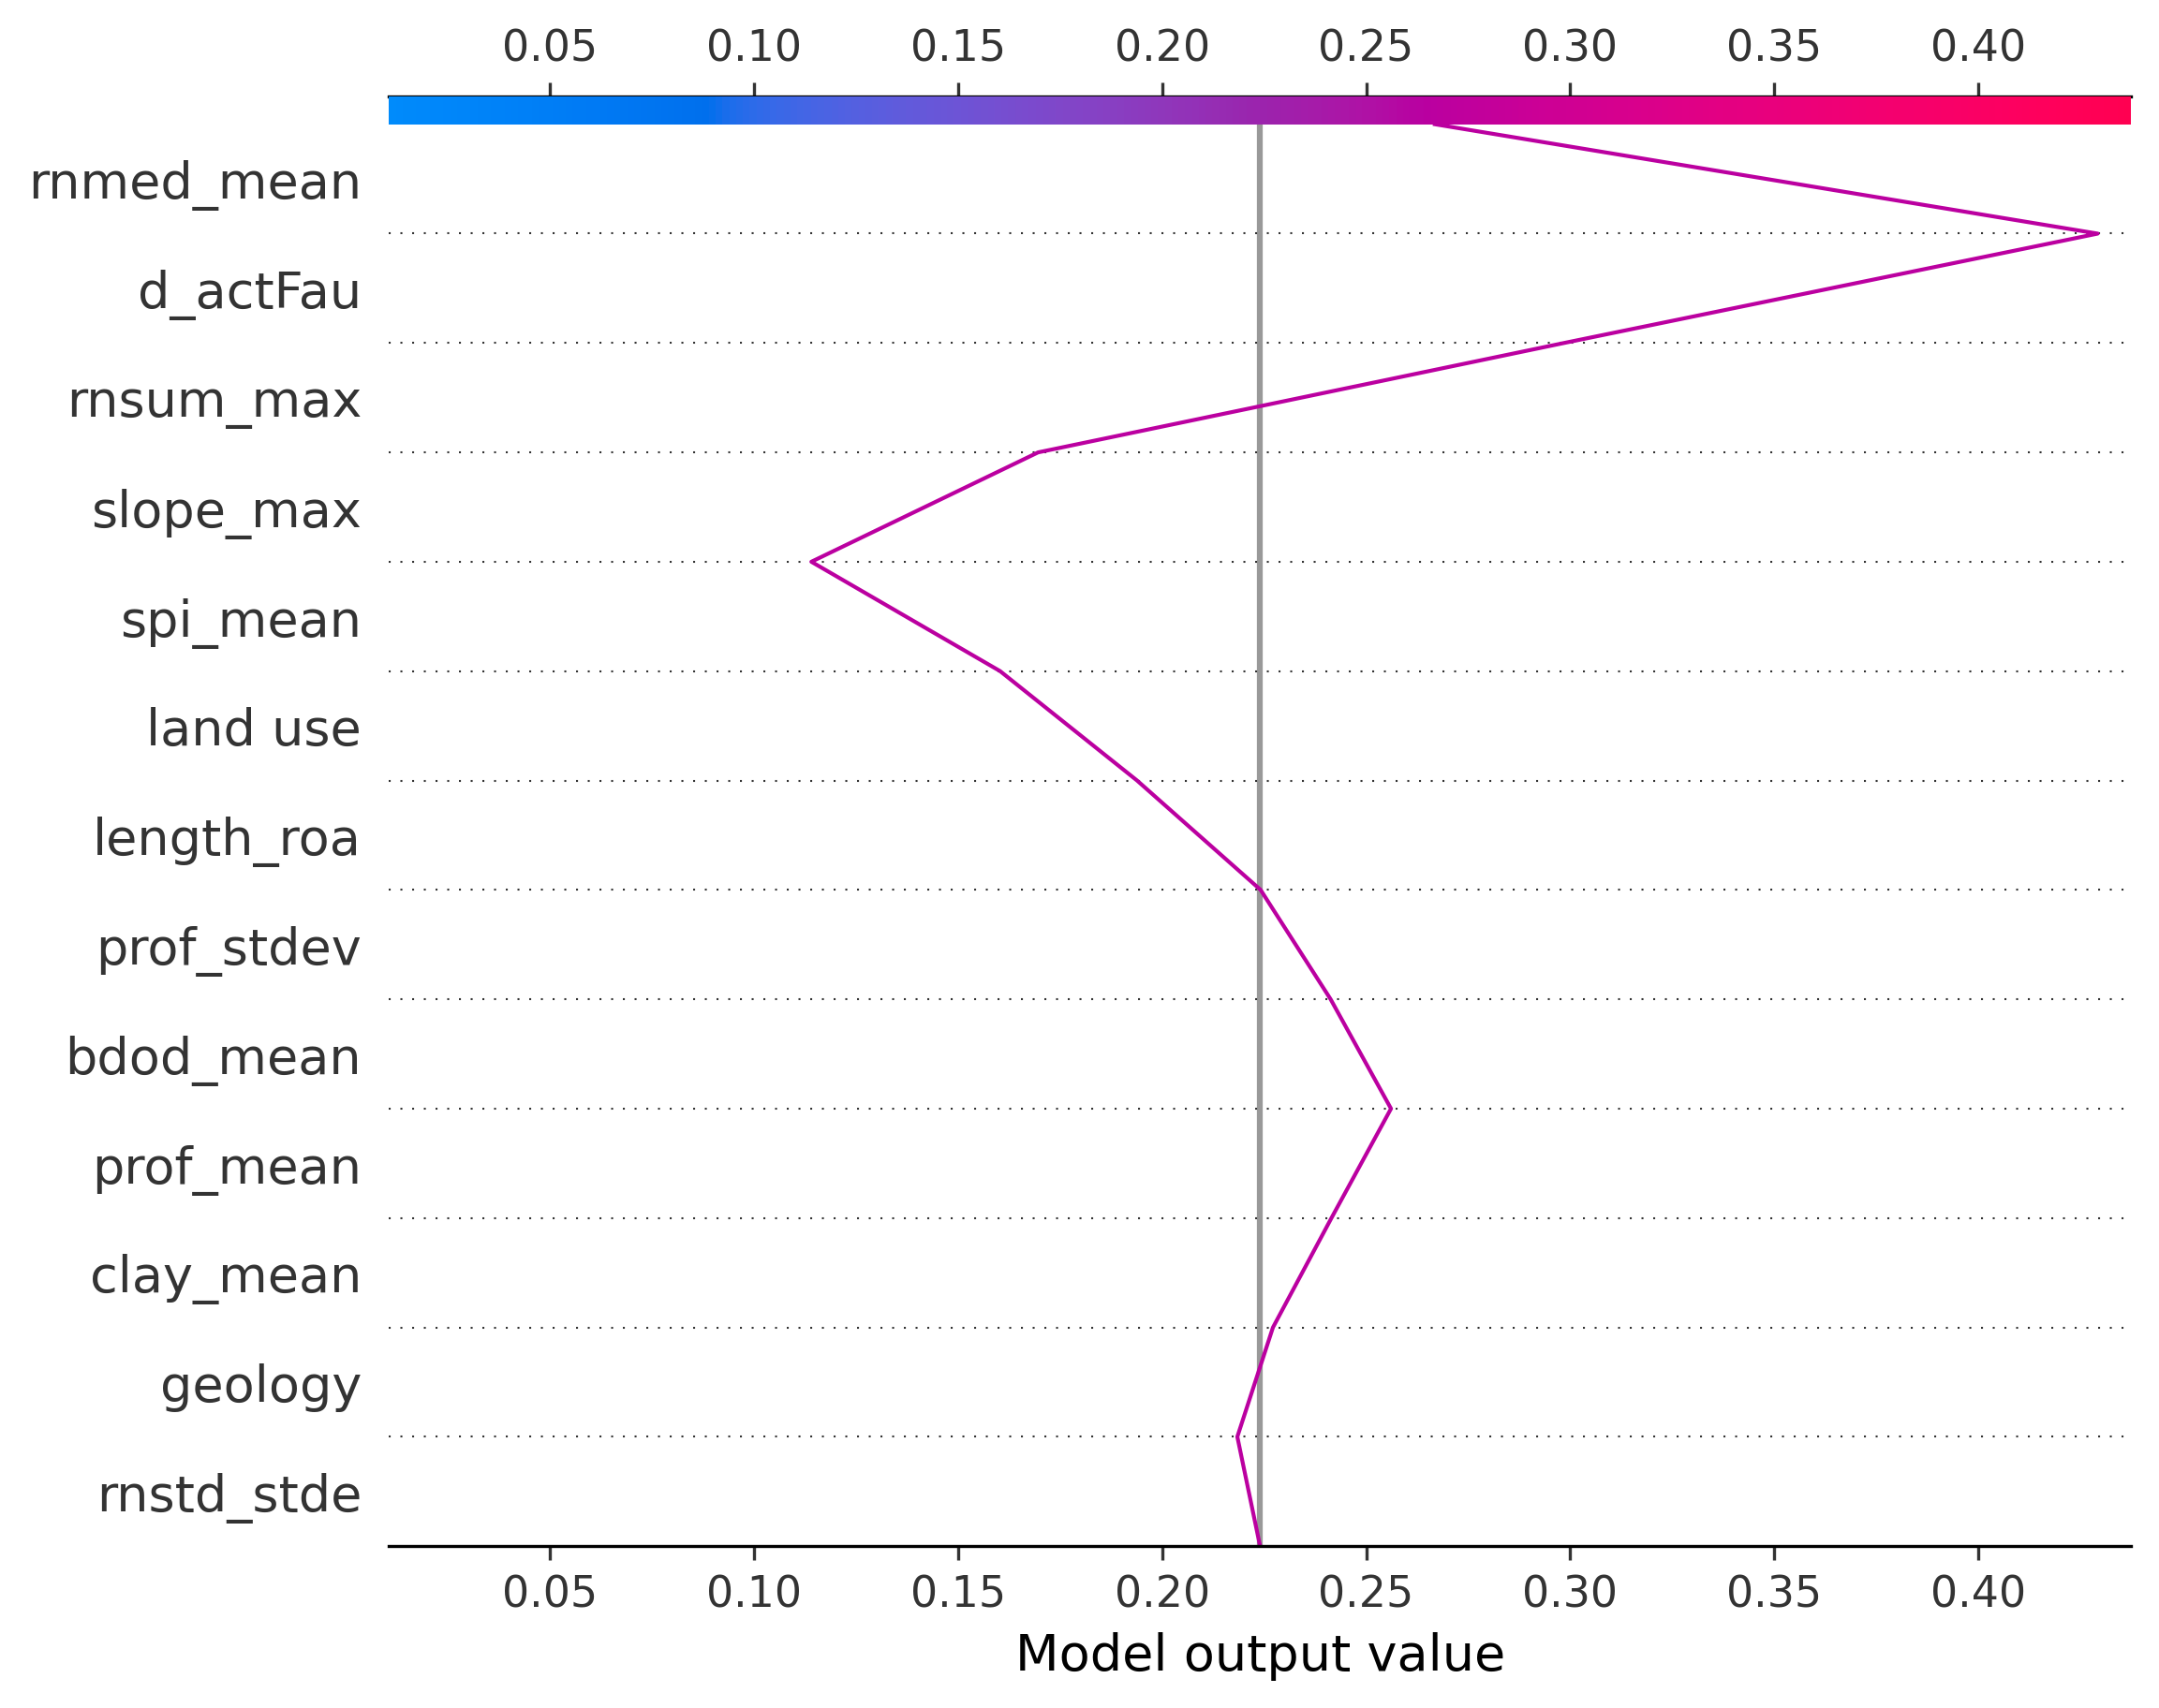 0.05 0.10 0.15 0.20 0.25 0.30 0.35 0.40
rnmed_mean
d_actFau
rnsum_max
slope_max
spi_mean
land use
length_roa
prof_stdev
bdod_mean
prof_mean
clay_mean
geology
rnstd_stde
0.05 0.10 0.15 0.20 0.25 0.30 0.35 0.40
Model output value